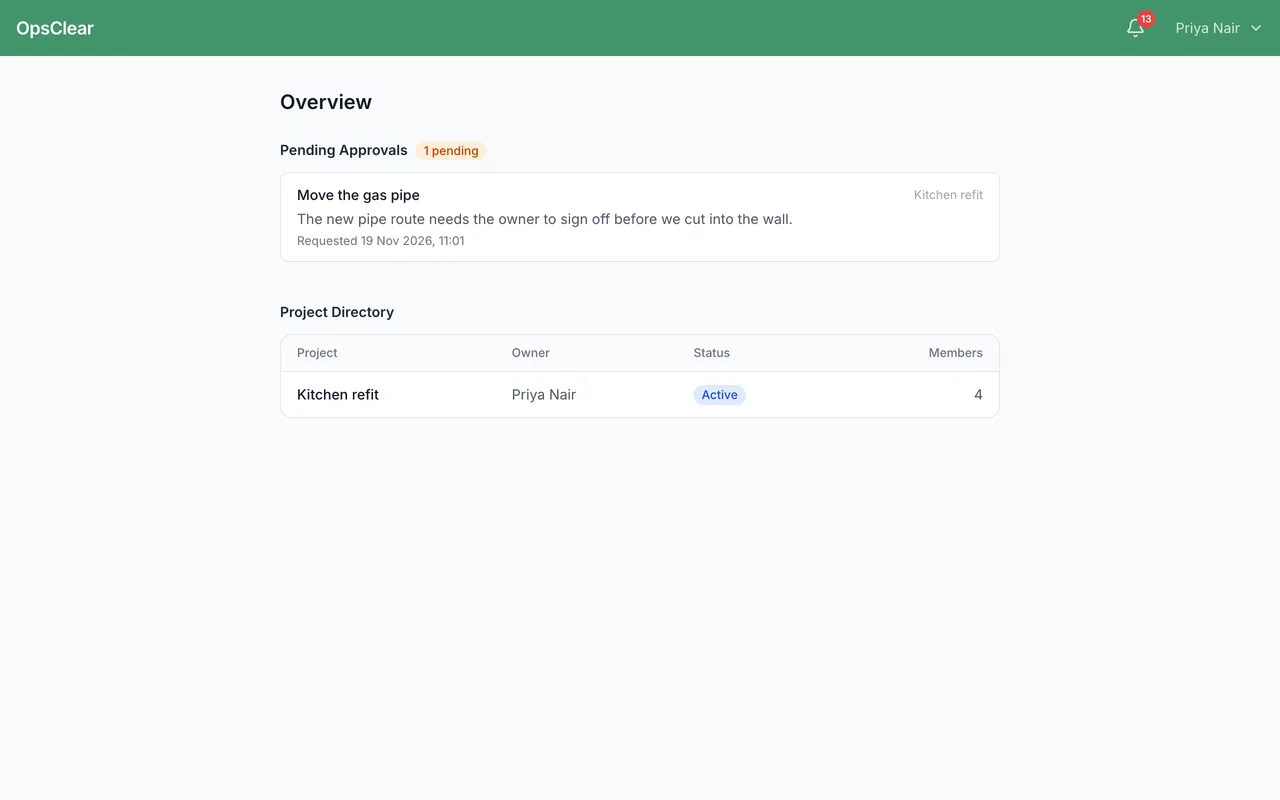 OpsClear
13
Priya Nair
Overview
Pending Approvals 1 pending
Move the gas pipe Kitchen refit
The new pipe route needs the owner to sign off before we cut into the wall.
Requested 19 Nov 2026, 11:01
Project Directory
Project Owner Status Members
Kitchen refit Priya Nair Active 4